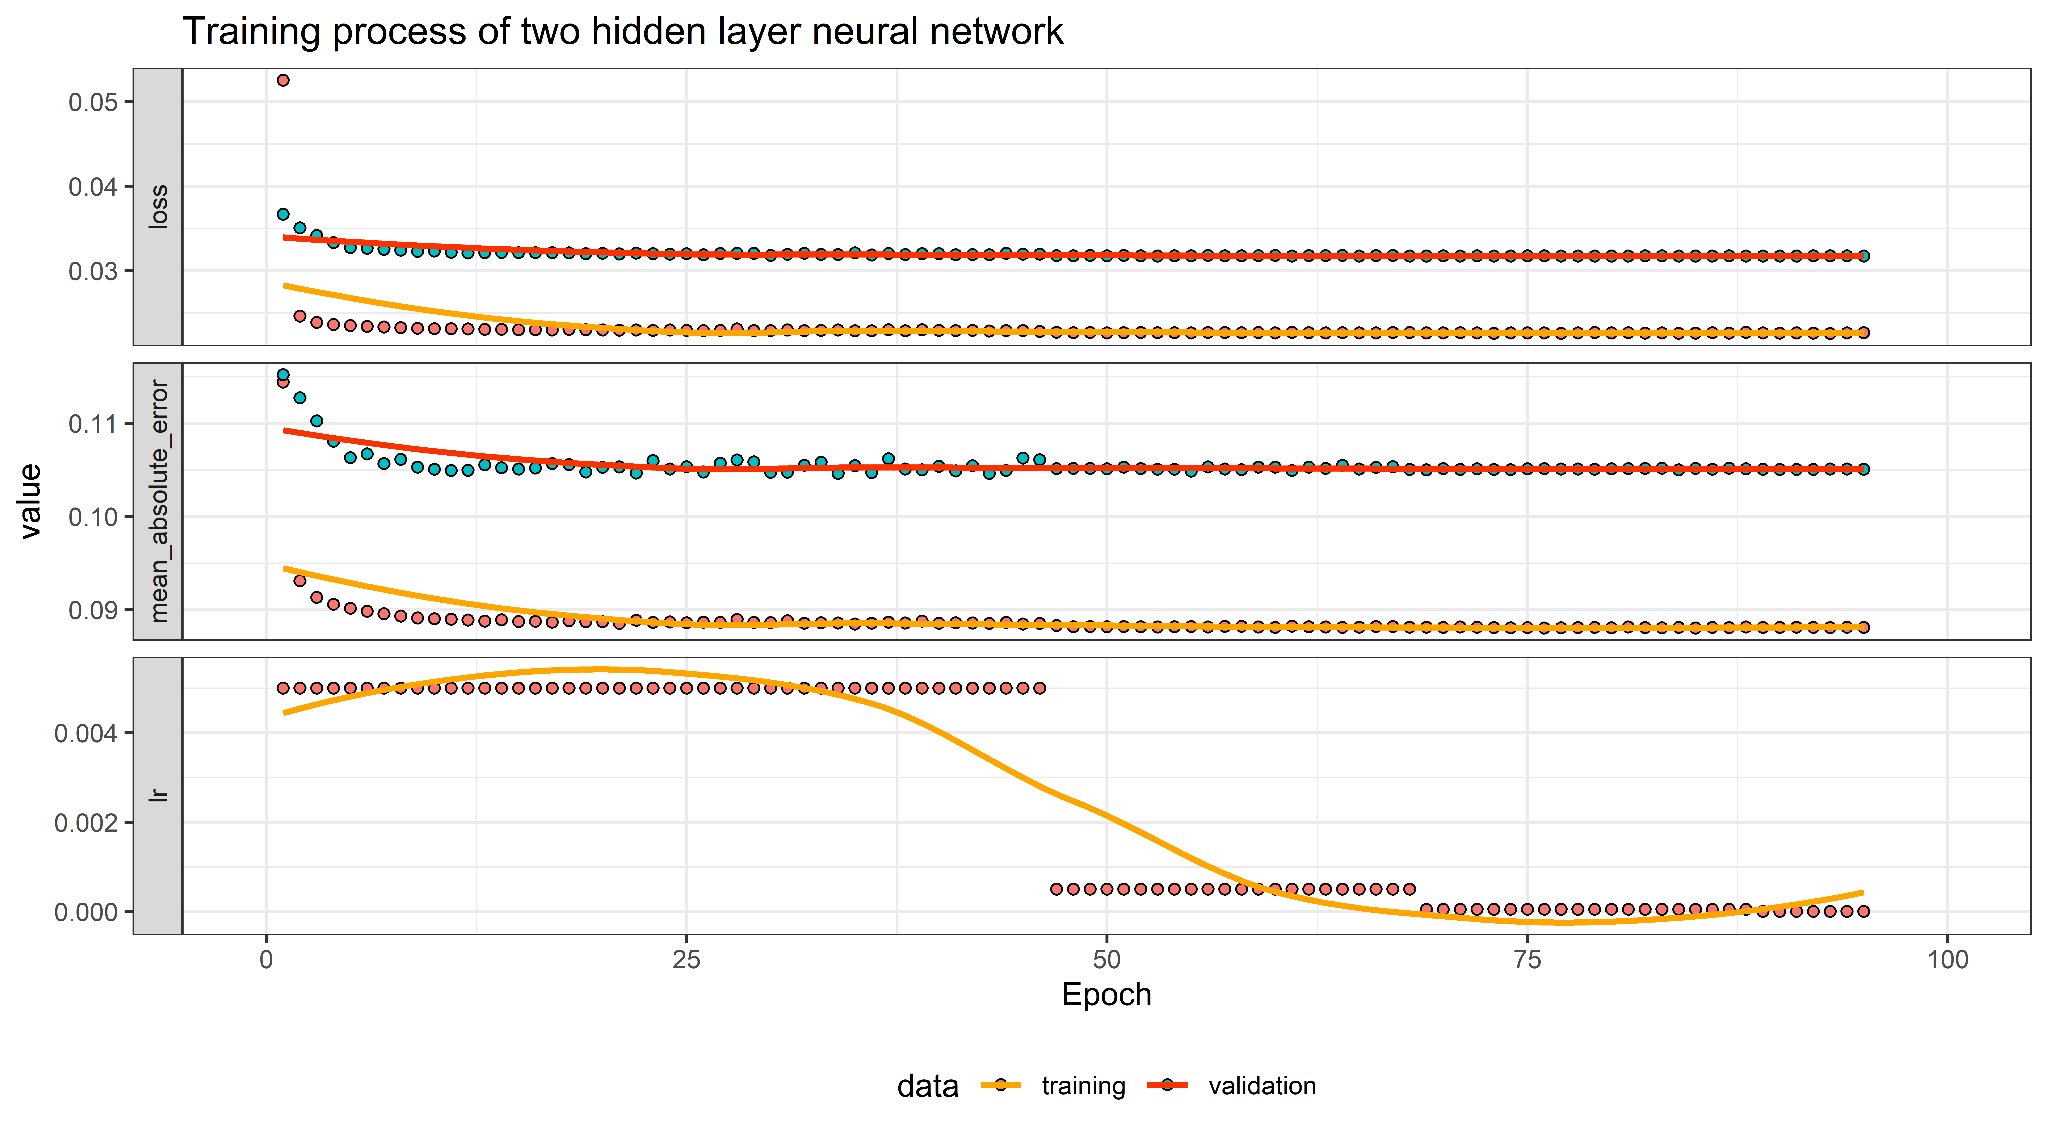 Training process of two hidden layer neural network
value
loss
0.05
0.04
0.03
mean_absolute_error
0.11
0.10
0.09
lr
0.004
0.002
0.000
0 25 50 75 100
Epoch
data training validation